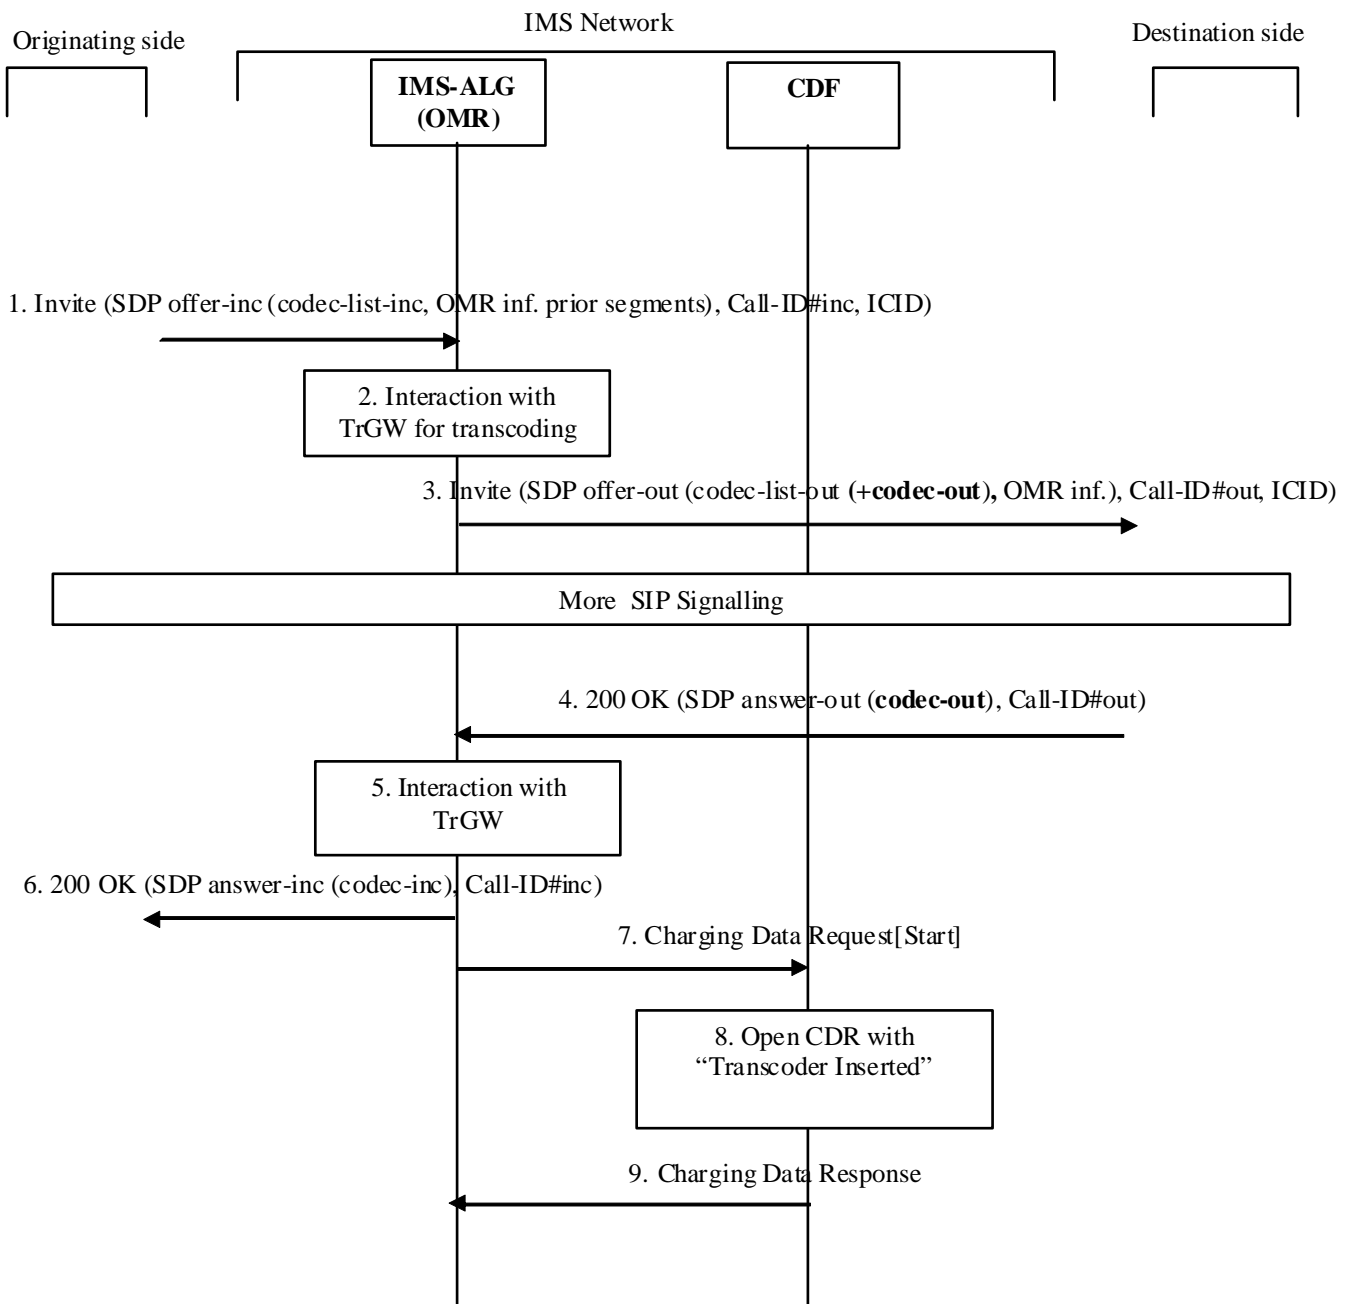 IMS Network
Originating side
Destination side
IMS-ALG
(OMR)
CDF
1. Invite (SDP offer-inc (codec-list-inc, OMR inf. prior segments), Call-ID#inc, ICID)
2. Interaction with
TrGW for transcoding
3. Invite (SDP offer-out (codec-list-out (+codec-out), OMR inf.), Call-ID#out, ICID)
More SIP Signalling
4. 200 OK (SDP answer-out (codec-out), Call-ID#out)
5. Interaction with
TrGW
6. 200 OK (SDP answer-inc (codec-inc), Call-ID#inc)
7. Charging Data Request[Start]
8. Open CDR with
“Transcoder Inserted”
9. Charging Data Response